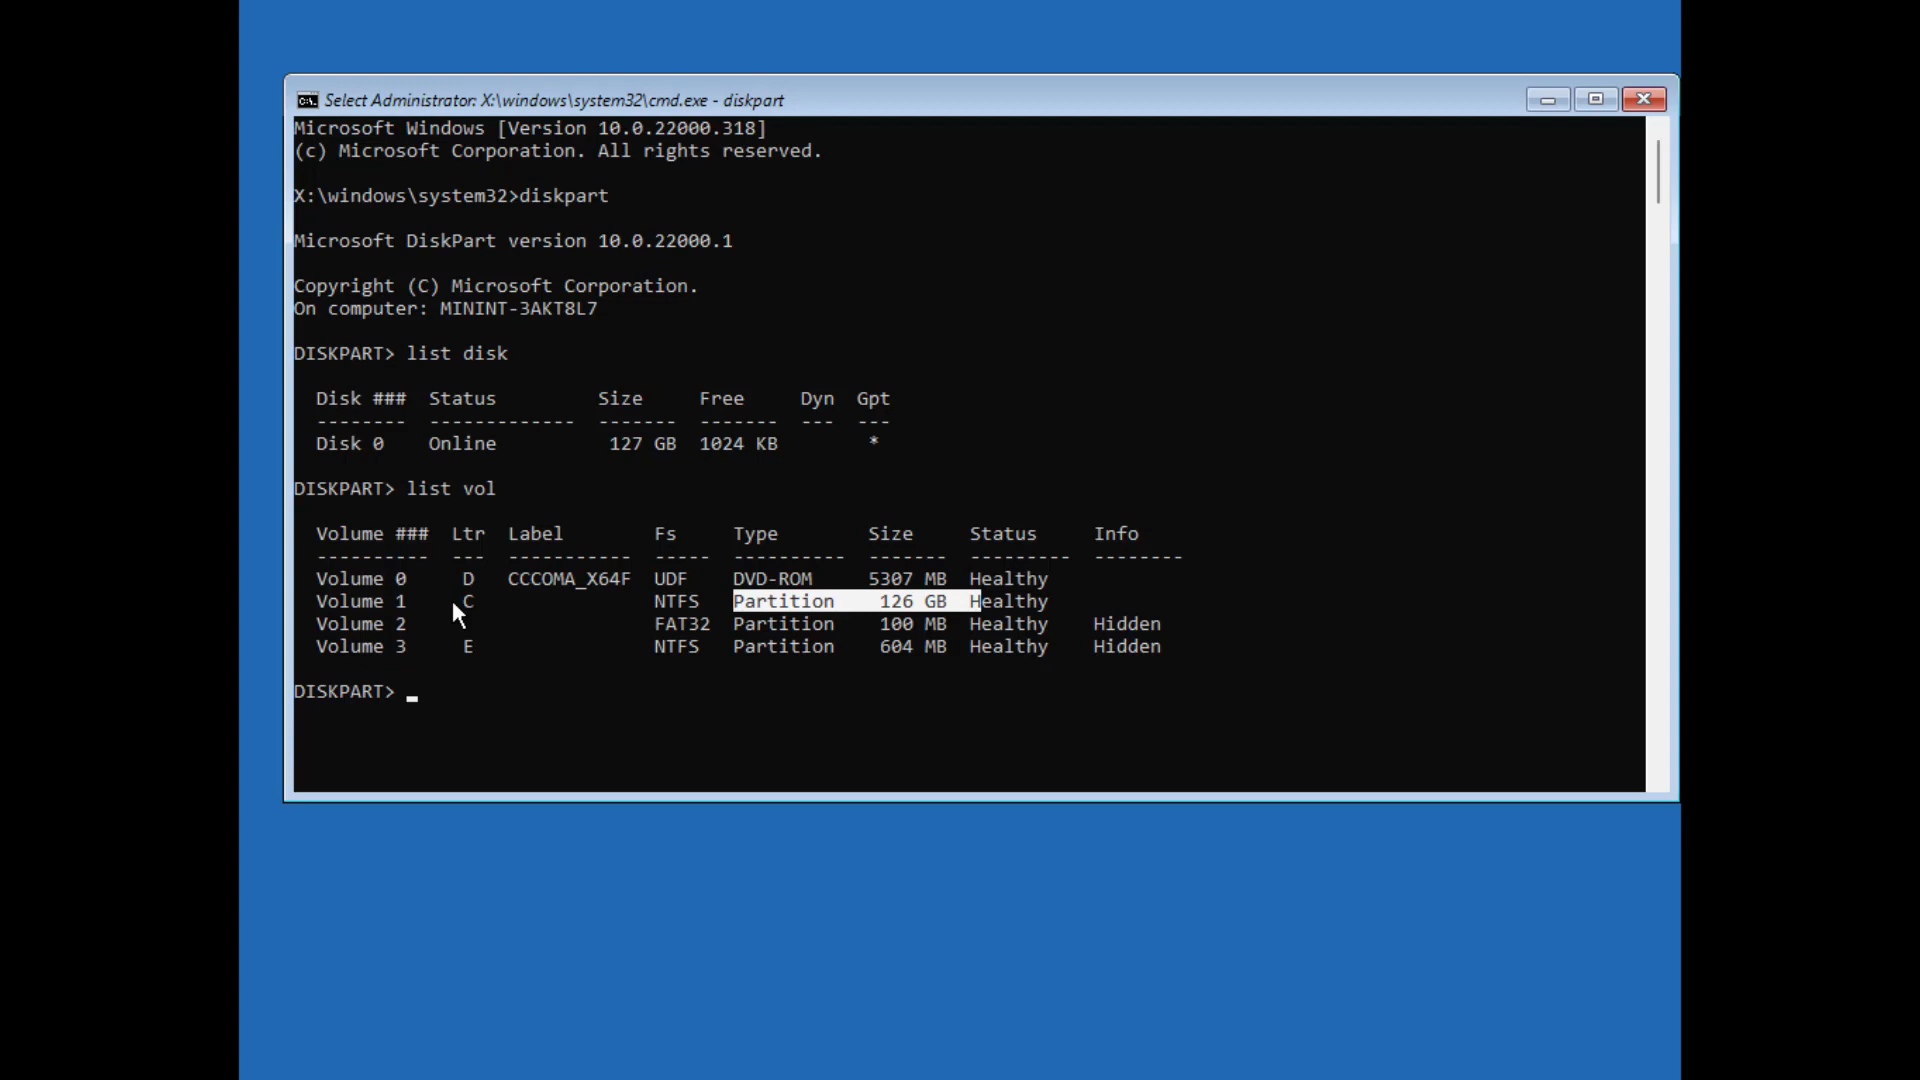 Select Administrator: X:\windows\system32\cmd.exe - diskpart
Microsoft Windows [Version 10.0.22000.318]
(c) Microsoft Corporation. All rights reserved.
X:\windows\system32>diskpart
Microsoft DiskPart version 10.0.22000.1
Copyright (C) Microsoft Corporation.
On computer: MININT-3AKT8L7
DISKPART> list disk
Disk ###  Status         Size     Free     Dyn  Gpt
--------  -------------  -------  -------  ---  ---
Disk 0    Online          127 GB  1024 KB        *
DISKPART> list vol
Volume ###  Ltr  Label        Fs     Type        Size     Status     Info
----------  ---  -----------  -----  ----------  -------  ---------  --------
Volume 0     D   CCCOMA_X64F  UDF    DVD-ROM     5307 MB  Healthy
Volume 1     C                NTFS   Partition    126 GB  Healthy
Volume 2                      FAT32  Partition    100 MB  Healthy    Hidden
Volume 3     E                NTFS   Partition    604 MB  Healthy    Hidden
DISKPART> _